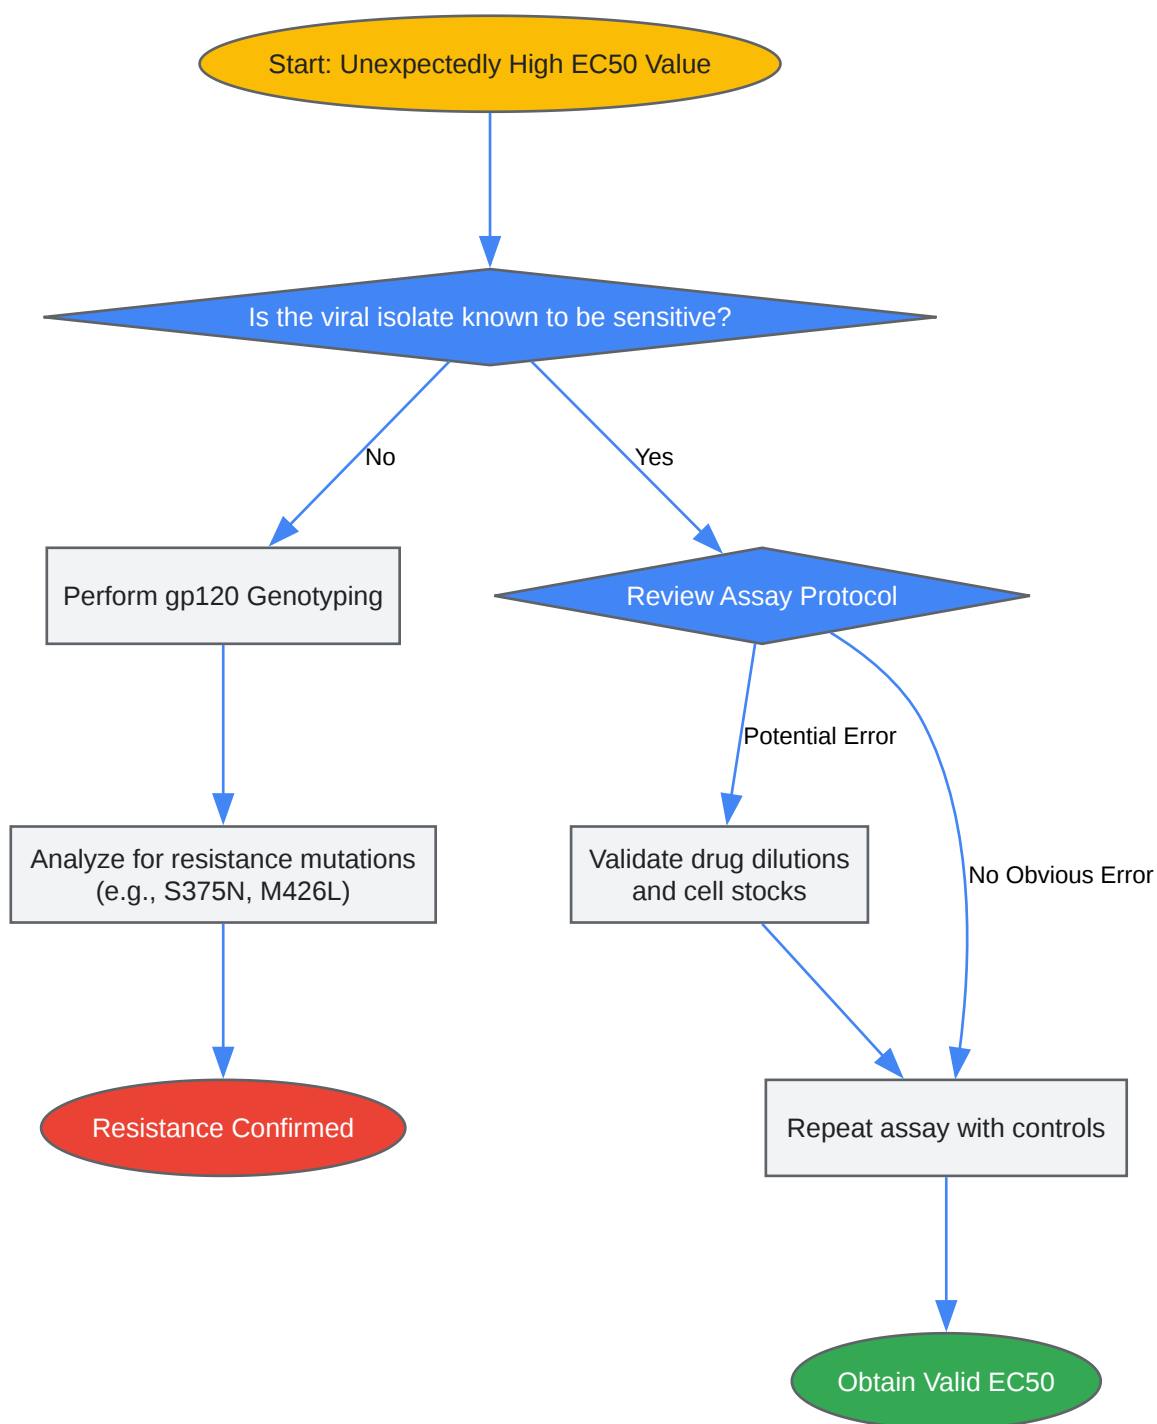 Start: Unexpectedly High EC50 Value
Is the viral isolate known to be sensitive?
No
Yes
Perform gp120 Genotyping
Review Assay Protocol
Potential Error
Analyze for resistance mutations
(e.g., S375N, M426L)
Validate drug dilutions
and cell stocks
No Obvious Error
Resistance Confirmed
Repeat assay with controls
Obtain Valid EC50